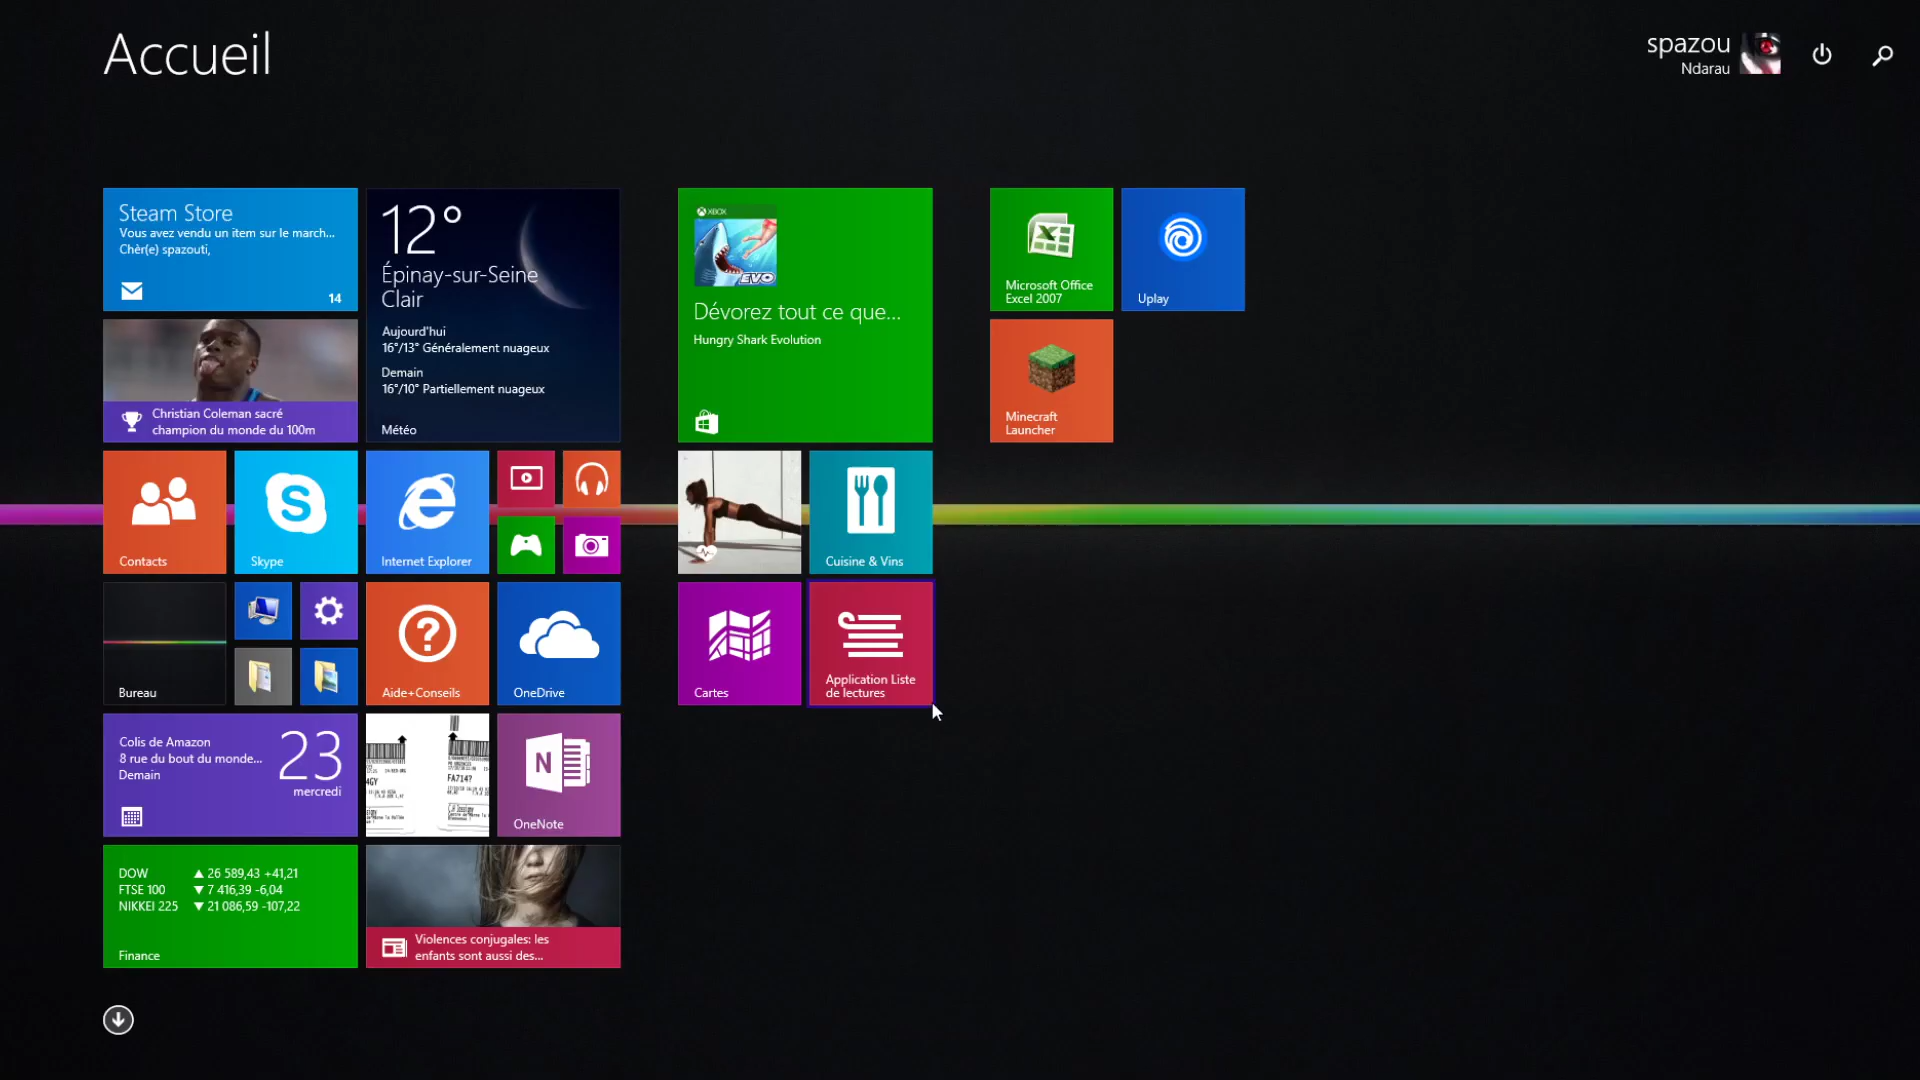 Accueil
spazou
Ndarau
Steam Store
Vous avez vendu un item sur le march...
Chèr(e) spazouti,
14
12°
Épinay-sur-Seine
Clair
Aujourd'hui
16°/13° Généralement nuageux
Demain
16°/10° Partiellement nuageux
Météo
Christian Coleman sacré
champion du monde du 100m
Contacts
Skype
Internet Explorer
Bureau
Aide+Conseils
OneDrive
Colis de Amazon
8 rue du bout du monde...
Demain
23
mercredi
4GY
FA714?
N
OneNote
DOW ▲ 26 589,43 +41,21
FTSE 100 ▼ 7 416,39 -6,04
NIKKEI 225 ▼ 21 086,59 -107,22
Finance
Violences conjugales: les
enfants sont aussi des...
XBOX
EVO
Dévorez tout ce que...
Hungry Shark Evolution
Cuisine & Vins
Cartes
Application Liste
de lectures
Microsoft Office
Excel 2007
Uplay
Minecraft
Launcher